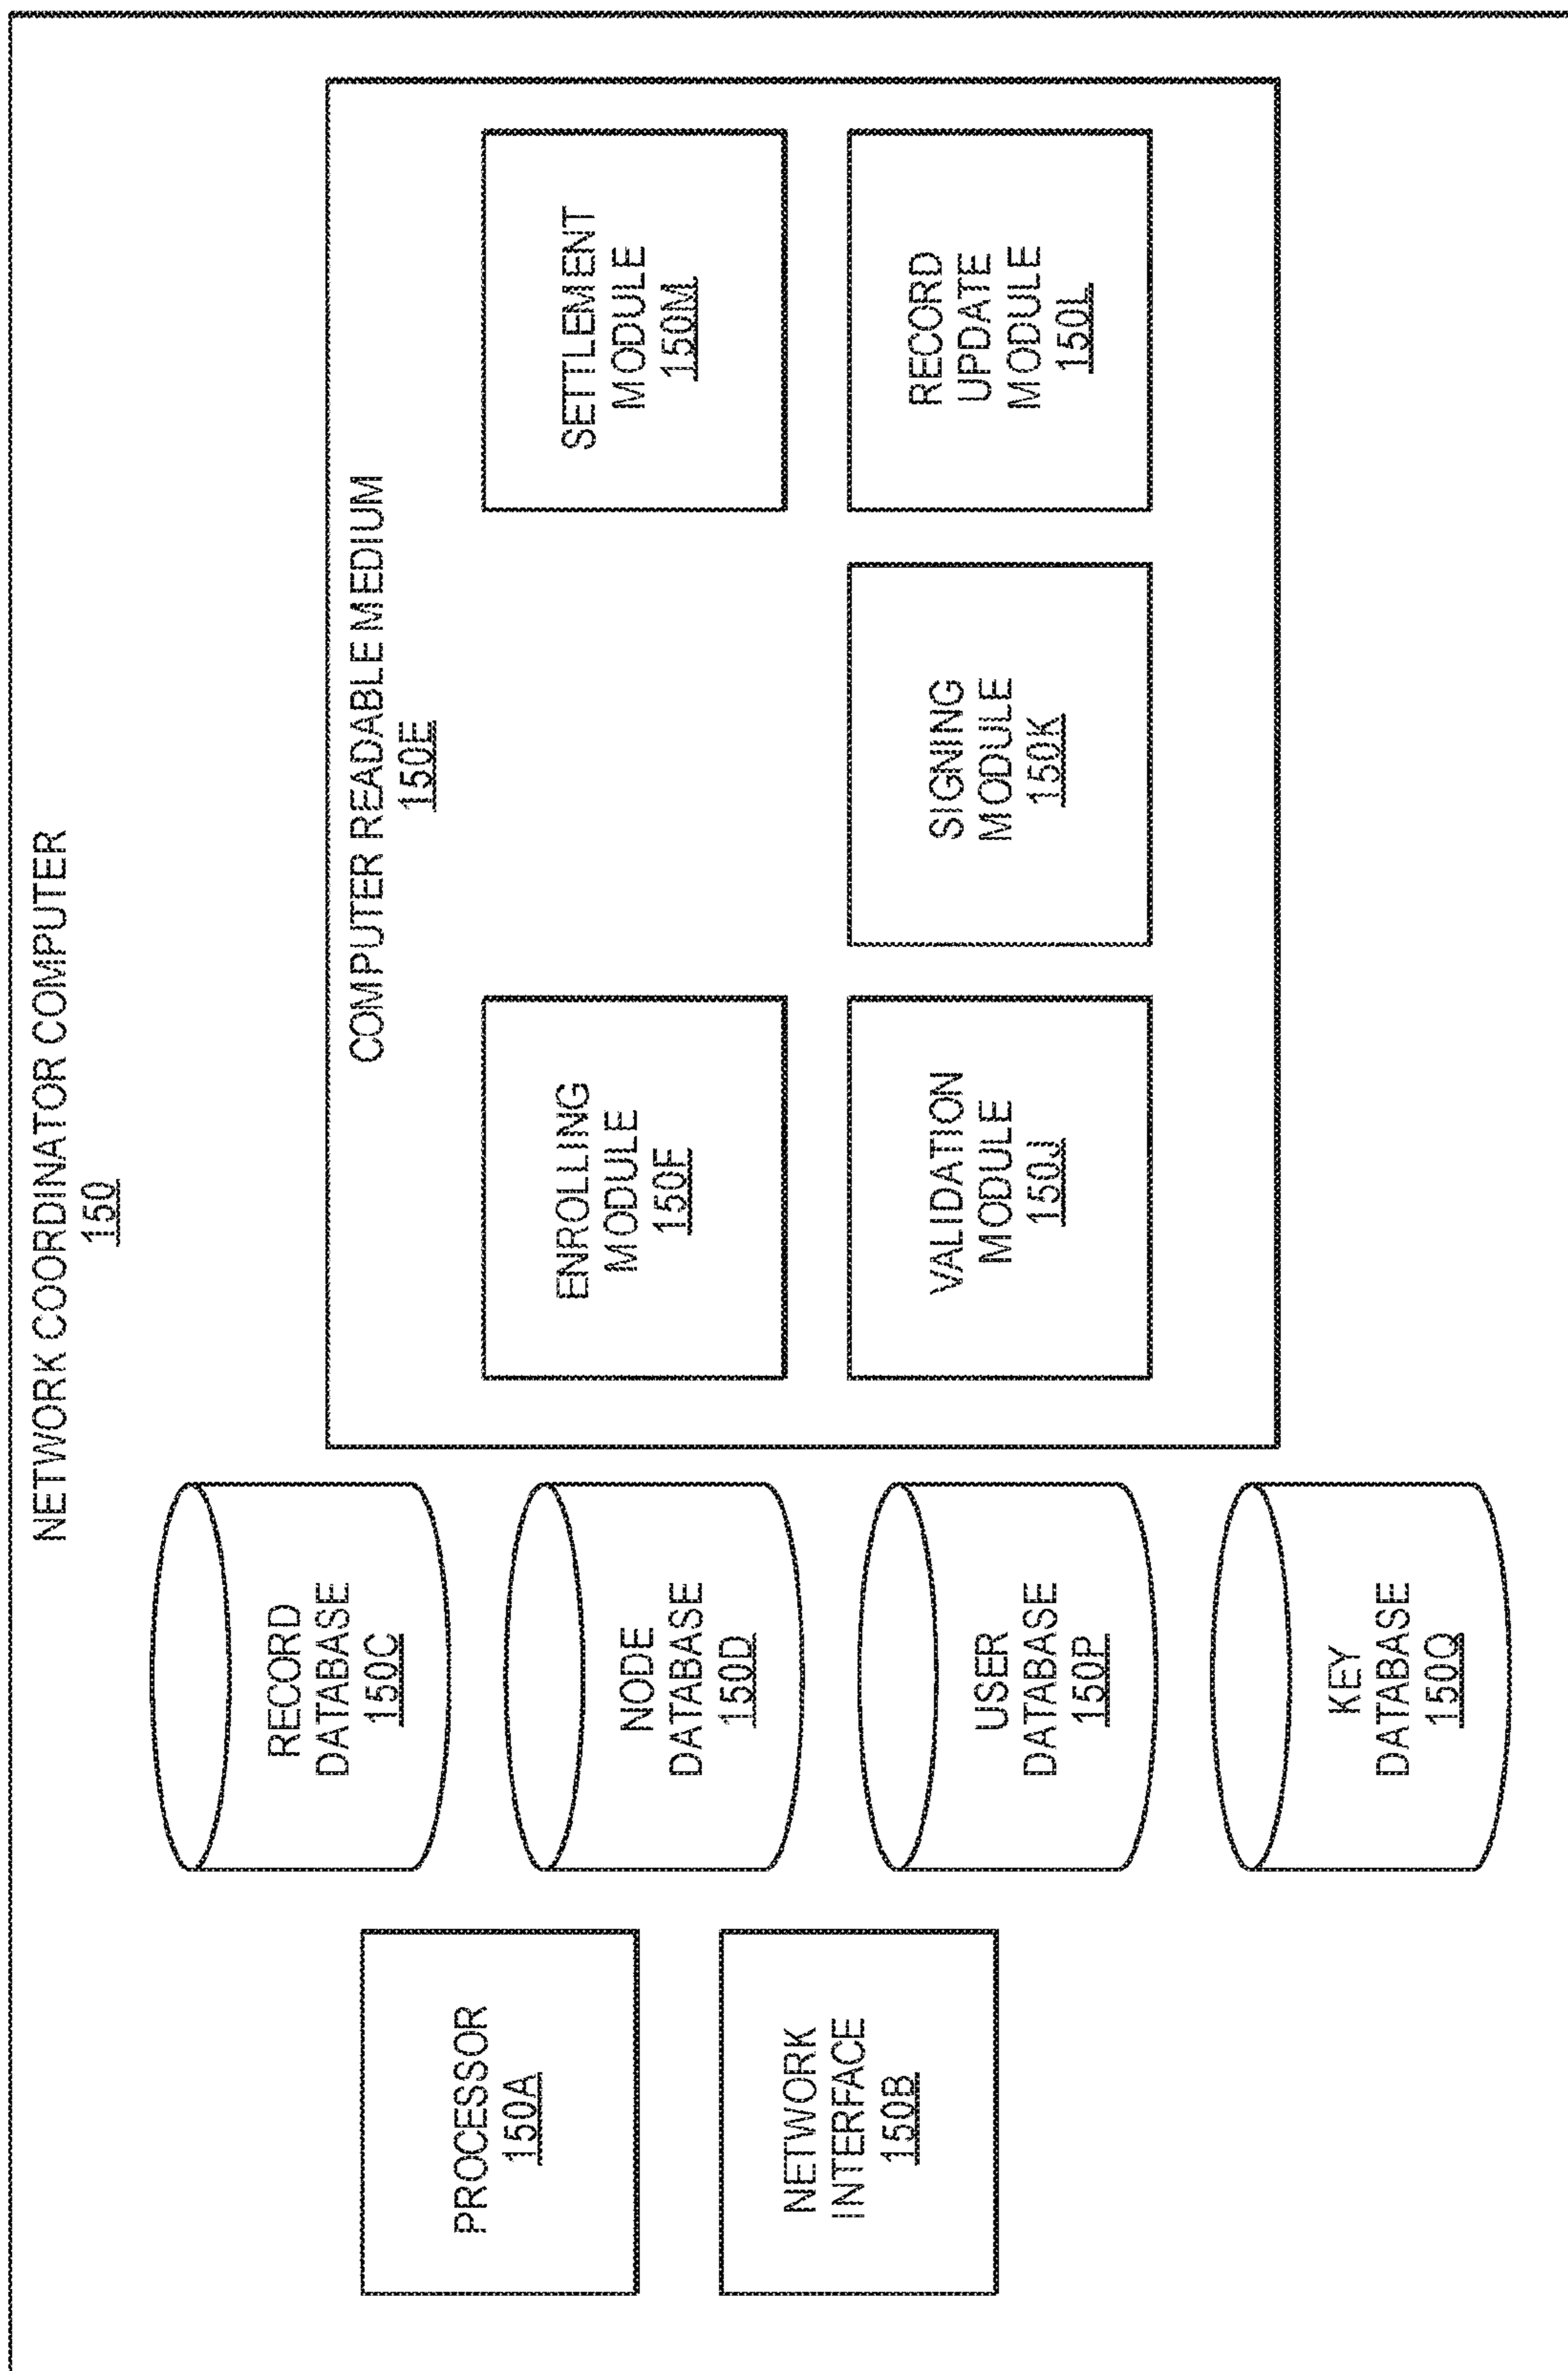 NETWORK COORDINATOR COMPUTER
150
PROCESSOR
150A
NETWORK
INTERFACE
150B
RECORD
DATABASE
150C
NODE
DATABASE
150D
USER
DATABASE
150P
KEY
DATABASE
150Q
COMPUTER READABLE MEDIUM
150E
ENROLLING
MODULE
150F
SETTLEMENT
MODULE
150M
VALIDATION
MODULE
150J
SIGNING
MODULE
150K
RECORD
UPDATE
MODULE
150L